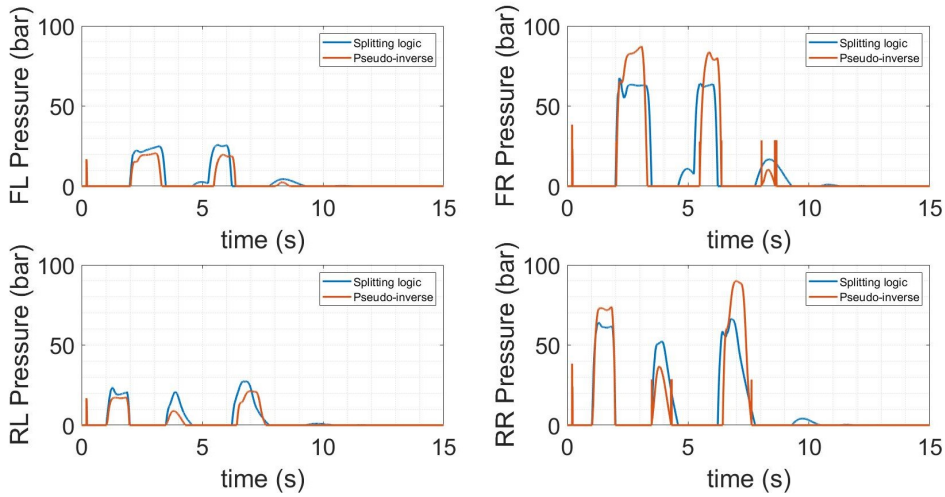 FL Pressure (bar)
100
50
0
Splitting logic
Pseudo-inverse
0 5 10 15
time (s)
FR Pressure (bar)
100
50
0
Splitting logic
Pseudo-inverse
0 5 10 15
time (s)
RL Pressure (bar)
100
50
0
Splitting logic
Pseudo-inverse
0 5 10 15
time (s)
RR Pressure (bar)
100
50
0
Splitting logic
Pseudo-inverse
0 5 10 15
time (s)